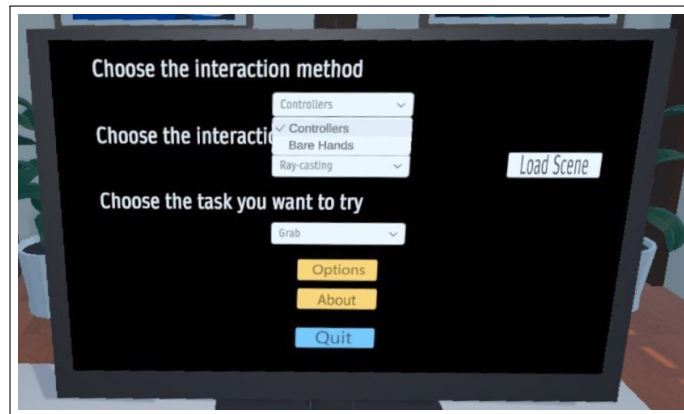 Choose the interaction method
Controllers
✓ Controllers
Bare Hands
Choose the interactio
Ray-casting
Load Scene
Choose the task you want to try
Grab
Options
About
Quit